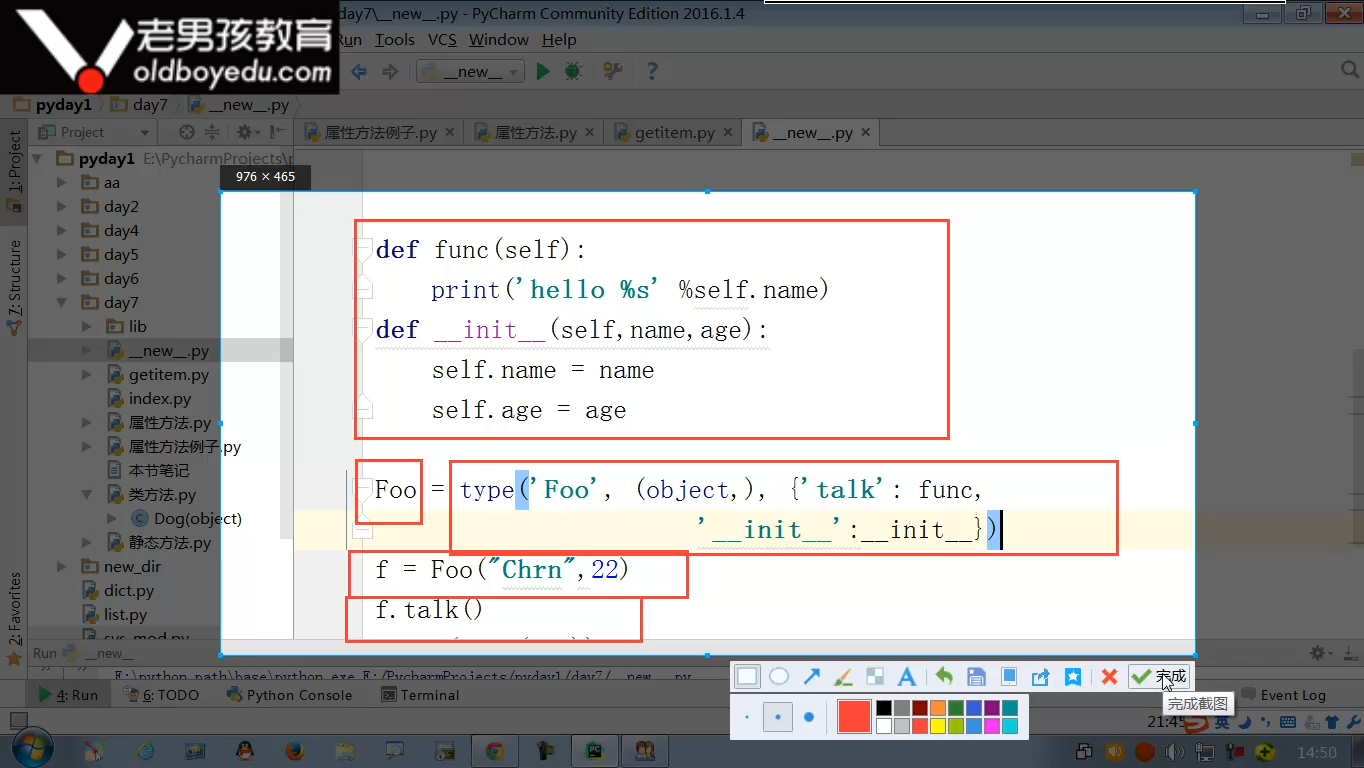 老男孩教育
oldboyedu.com
day7\__new__.py - PyCharm Community Edition 2016.1.4
Run Tools VCS Window Help
__new__
pyday1 day7 __new__.py
1: Project
Project
属性方法例子.py × 属性方法.py × getitem.py × __new__.py ×
pyday1 E:\PycharmProjects\p
976 × 465
aa
day2
day4
day5
day6
day7
lib
__new__.py
getitem.py
index.py
属性方法.py
属性方法例子.py
本节笔记
类方法.py
Dog(object)
静态方法.py
new_dir
dict.py
list.py
sys_mod.py
7: Structure
2: Favorites
def func(self):
print('hello %s' %self.name)
def __init__(self,name,age):
self.name = name
self.age = age
Foo = type('Foo', (object,), {'talk': func,
'__init__':__init__})
f = Foo("Chrn",22)
f.talk()
Run __new__
E:\python_path\base\python.exe E:/PycharmProjects/pyday1/day7/__new__.py
A 完成
完成截图
4: Run 6: TODO Python Console Terminal Event Log
21:45
英
14:50